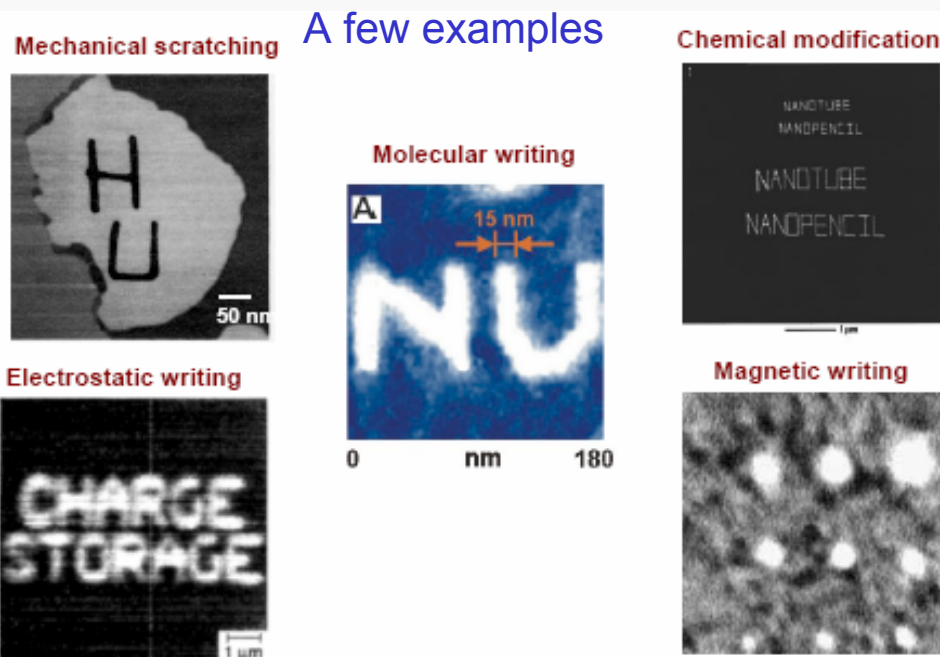 A few examples
Mechanical scratching
H
U
50 nm
Molecular writing
A.
15 nm
NU
0 nm 180
Chemical modification
NANOTUBE
NANOPENCIL
NANOTUBE
NANOPENCIL
1μm
Electrostatic writing
CHARGE
STORAGE
1 μm
Magnetic writing